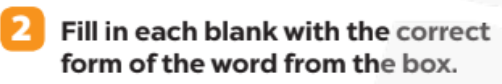 2 Fill in each blank with the correct
form of the word from the box.